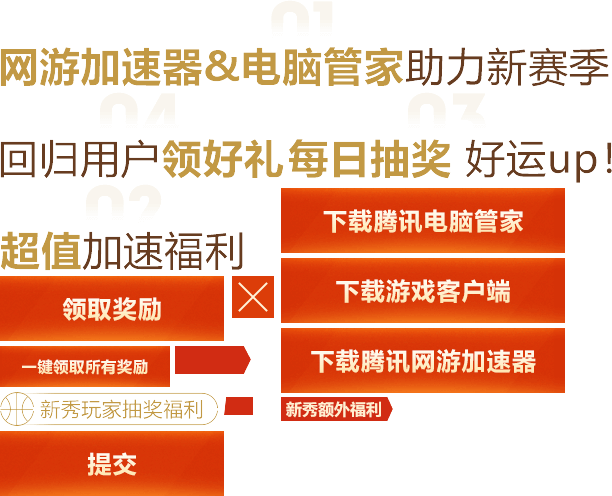 01
网游加速器&电脑管家助力新赛季
04 03
回归用户领好礼 每日抽奖 好运up!
02
超值加速福利
下载腾讯电脑管家
领取奖励
下载游戏客户端
一键领取所有奖励
下载腾讯网游加速器
新秀玩家抽奖福利
新秀额外福利
提交